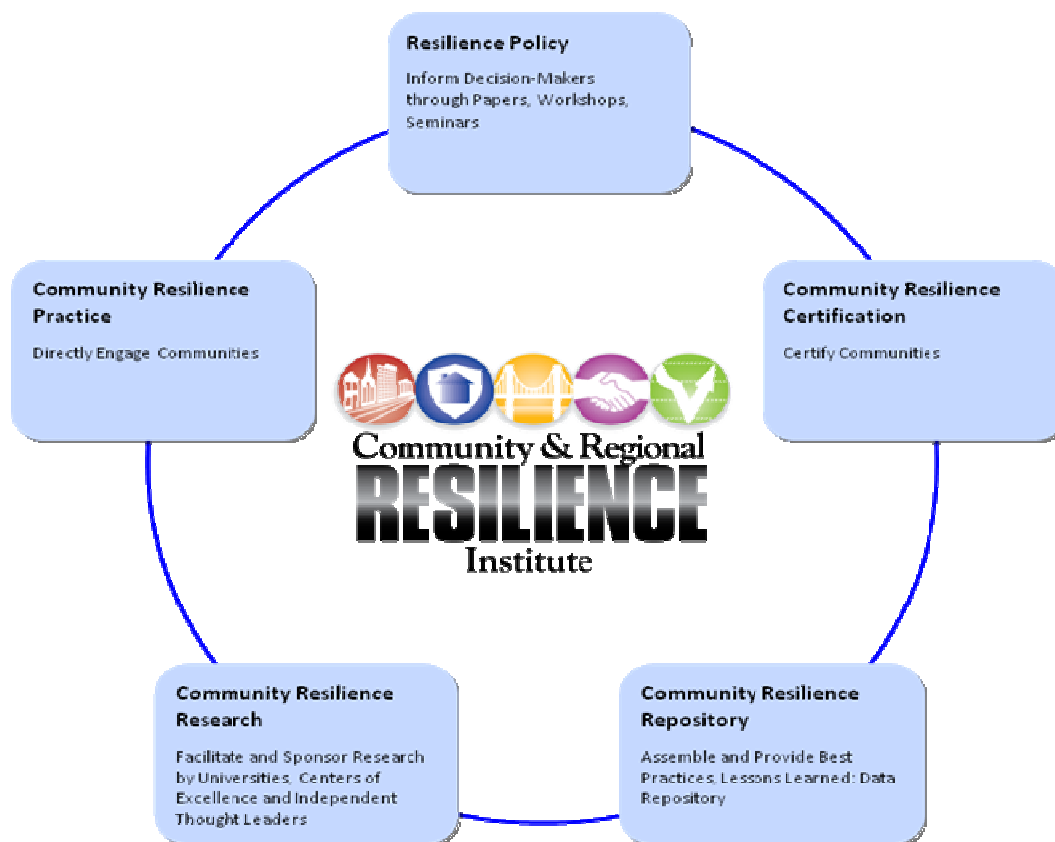 Resilience Policy
Inform Decision-Makers
through Papers, Workshops,
Seminars
Community Resilience
Practice
Directly Engage Communities
Community Resilience
Certification
Certify Communities
Community & Regional
RESILIENCE
Institute
Community Resilience
Research
Facilitate and Sponsor Research
by Universities, Centers of
Excellence and Independent
Thought Leaders
Community Resilience
Repository
Assemble and Provide Best
Practices, Lessons Learned: Data
Repository